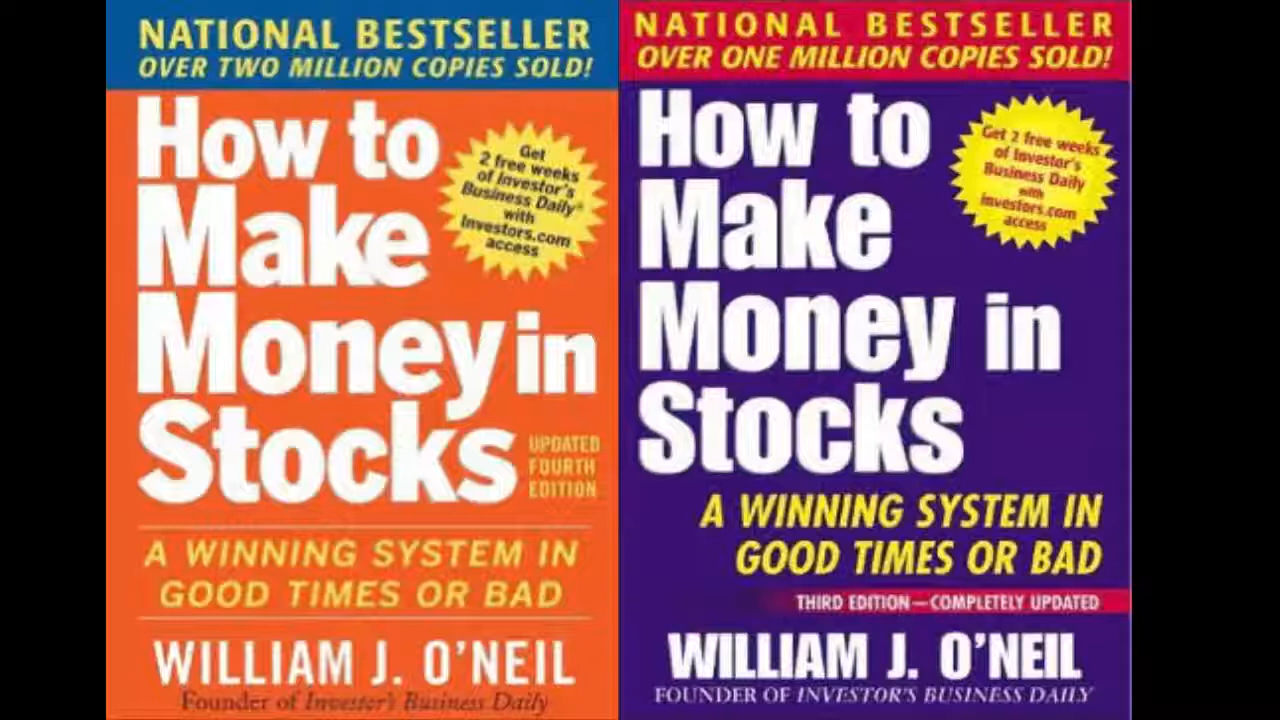 NATIONAL BESTSELLER
OVER TWO MILLION COPIES SOLD!
How to
Make
Money in
Stocks
Get
2 free weeks
of Investor's
Business Daily®
with
Investors.com
access
UPDATED
FOURTH
EDITION
A WINNING SYSTEM IN
GOOD TIMES OR BAD
WILLIAM J. O'NEIL
Founder of Investor's Business Daily
NATIONAL BESTSELLER
OVER ONE MILLION COPIES SOLD!
How to
Make
Money in
Stocks
Get 2 free weeks
of Investor's
Business Daily
with
investors.com
access
A WINNING SYSTEM IN
GOOD TIMES OR BAD
THIRD EDITION—COMPLETELY UPDATED
WILLIAM J. O'NEIL
FOUNDER OF INVESTOR'S BUSINESS DAILY